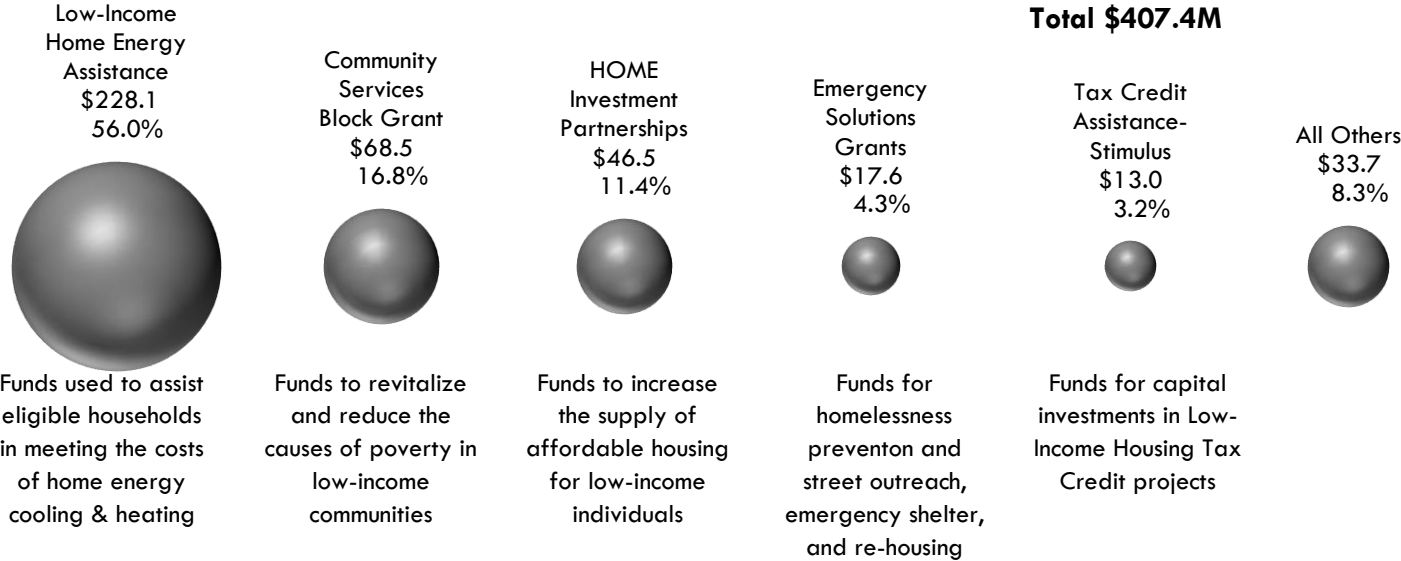 Total $407.4M
Low-Income
Home Energy
Assistance
$228.1
56.0%
Community
Services
Block Grant
$68.5
16.8%
HOME
Investment
Partnerships
$46.5
11.4%
Emergency
Solutions
Grants
$17.6
4.3%
Tax Credit
Assistance-
Stimulus
$13.0
3.2%
All Others
$33.7
8.3%
Funds used to assist
eligible households
in meeting the costs
of home energy
cooling & heating
Funds to revitalize
and reduce the
causes of poverty in
low-income
communities
Funds to increase
the supply of
affordable housing
for low-income
individuals
Funds for
homelessness
preventon and
street outreach,
emergency shelter,
and re-housing
Funds for capital
investments in Low-
Income Housing Tax
Credit projects